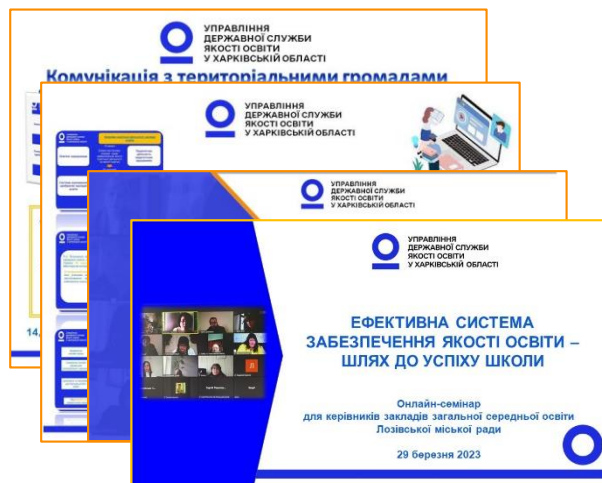 УПРАВЛІННЯ
ДЕРЖАВНОЇ СЛУЖБИ
ЯКОСТІ ОСВІТИ
У ХАРКІВСЬКІЙ ОБЛАСТІ
Комунікація з територіальними громадами
14,
УПРАВЛІННЯ
ДЕРЖАВНОЇ СЛУЖБИ
ЯКОСТІ ОСВІТИ
У ХАРКІВСЬКІЙ ОБЛАСТІ
УПРАВЛІННЯ
ДЕРЖАВНОЇ СЛУЖБИ
ЯКОСТІ ОСВІТИ
У ХАРКІВСЬКІЙ ОБЛАСТІ
УПРАВЛІННЯ
ДЕРЖАВНОЇ СЛУЖБИ
ЯКОСТІ ОСВІТИ
У ХАРКІВСЬКІЙ ОБЛАСТІ
ЕФЕКТИВНА СИСТЕМА
ЗАБЕЗПЕЧЕННЯ ЯКОСТІ ОСВІТИ –
ШЛЯХ ДО УСПІХУ ШКОЛИ
Онлайн-семінар
для керівників закладів загальної середньої освіти
Лозівської міської ради
29 березня 2023